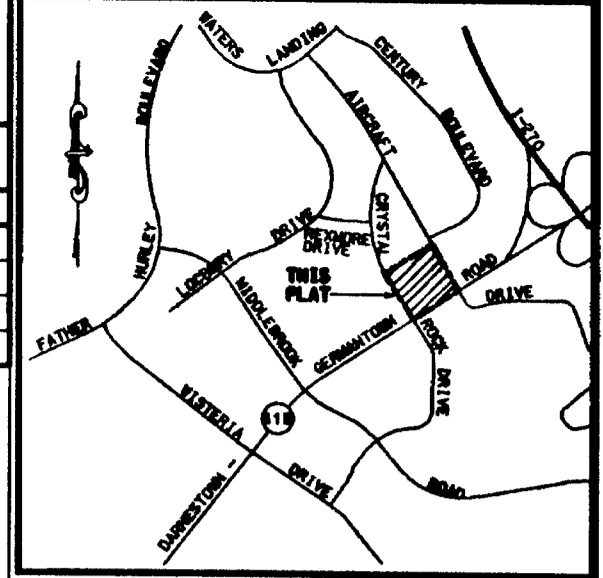 WATERS
LANDING
CENTURY
BOULEVARD
BOULEVARD
AIRCRAFT
I-270
CRYSTAL
HURLEY
DRIVE
REXMORE
DRIVE
LOCBURY
THIS
PLAT
ROAD
DRIVE
MIDDLEBROOK
GERMANTOWN
ROCK
DRIVE
FATHER
WISTERIA
118
DRIVE
ROAD
DARNESTOWN -